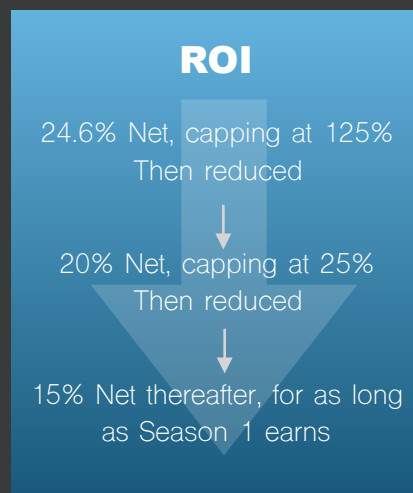 ROI
24.6% Net, capping at 125%
Then reduced
20% Net, capping at 25%
Then reduced
15% Net thereafter, for as long
as Season 1 earns